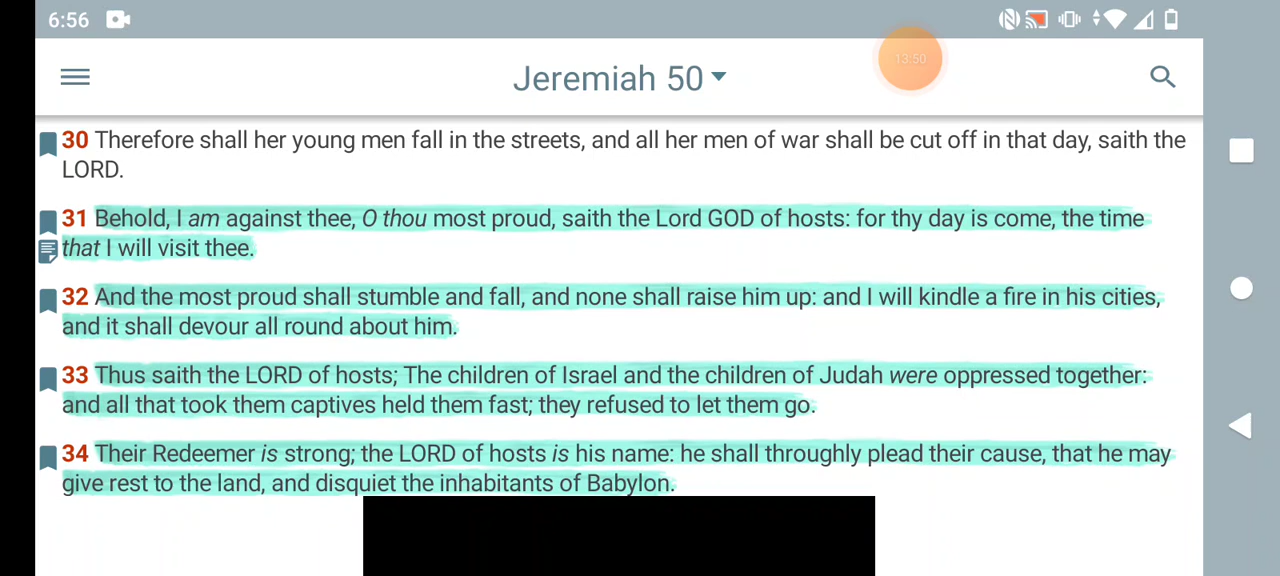 6:56
13:50
Jeremiah 50
30 Therefore shall her young men fall in the streets, and all her men of war shall be cut off in that day, saith the
LORD.
31 Behold, I am against thee, O thou most proud, saith the Lord GOD of hosts: for thy day is come, the time
that I will visit thee.
32 And the most proud shall stumble and fall, and none shall raise him up: and I will kindle a fire in his cities,
and it shall devour all round about him.
33 Thus saith the LORD of hosts; The children of Israel and the children of Judah were oppressed together:
and all that took them captives held them fast; they refused to let them go.
34 Their Redeemer is strong; the LORD of hosts is his name: he shall throughly plead their cause, that he may
give rest to the land, and disquiet the inhabitants of Babylon.